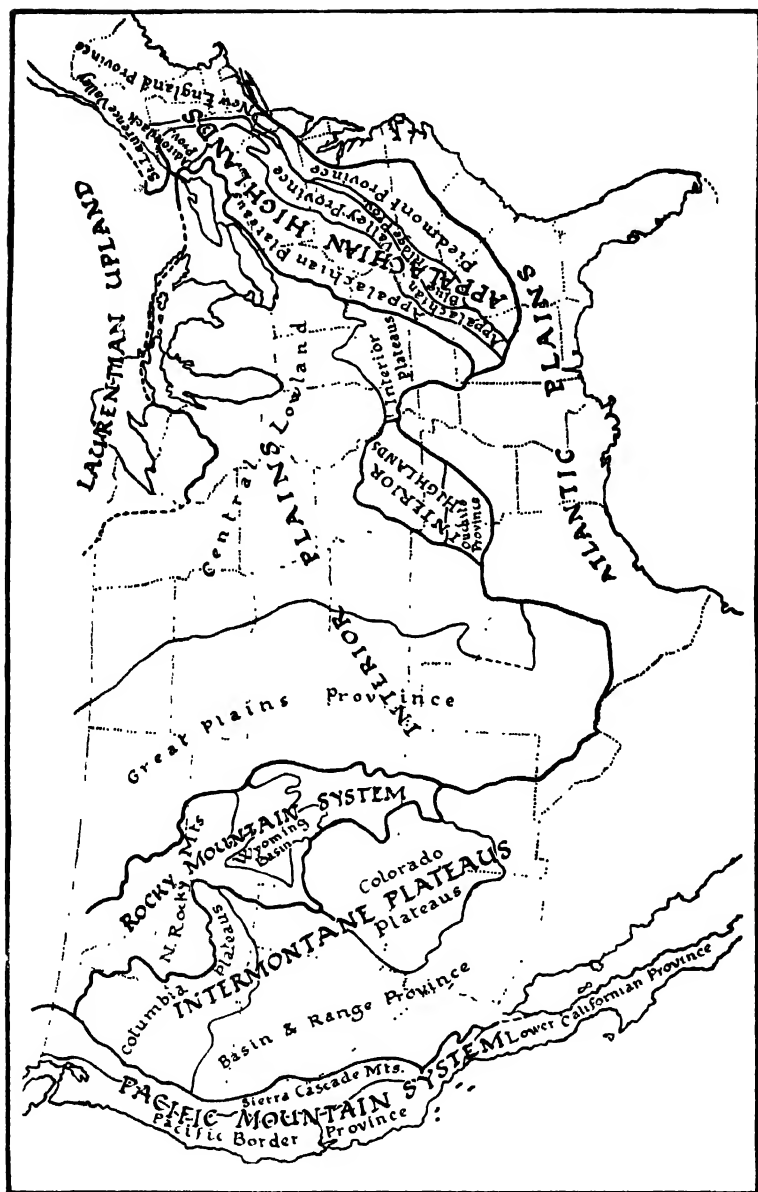 LAURENTIAN UPLAND
St. Lawrence Valley
Adirondack
Prov.
New England Province
APPALACHIAN HIGHLANDS
Appalachian Plateaus
Appalachian Valley Province
Blue Ridge Prov.
Piedmont Province
ATLANTIC PLAINS
INTERIOR PLAINS
Central Lowland
Interior
Plateaus
INTERIOR
HIGHLANDS
Ouachita
Province
Great Plains Province
ROCKY MOUNTAIN SYSTEM
N. Rocky Mts
Wyoming
Basin
INTERMONTANE PLATEAUS
Colorado
Plateaus
Columbia Plateaus
Basin & Range Province
PACIFIC MOUNTAIN SYSTEM
Sierra Cascade Mts.
Pacific Border Province
Lower Californian Province